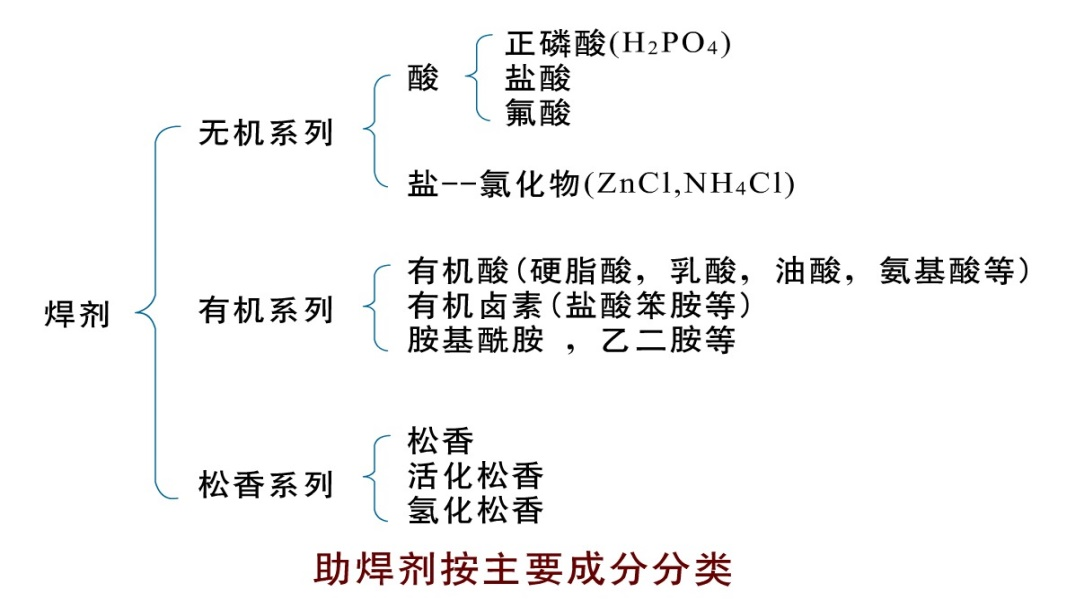 焊剂
无机系列
酸
正磷酸(H₂PO₄)
盐酸
氟酸
盐--氯化物(ZnCl,NH₄Cl)
有机系列
有机酸(硬脂酸，乳酸，油酸，氨基酸等)
有机卤素(盐酸笨胺等)
胺基酰胺，乙二胺等
松香系列
松香
活化松香
氢化松香
助焊剂按主要成分分类